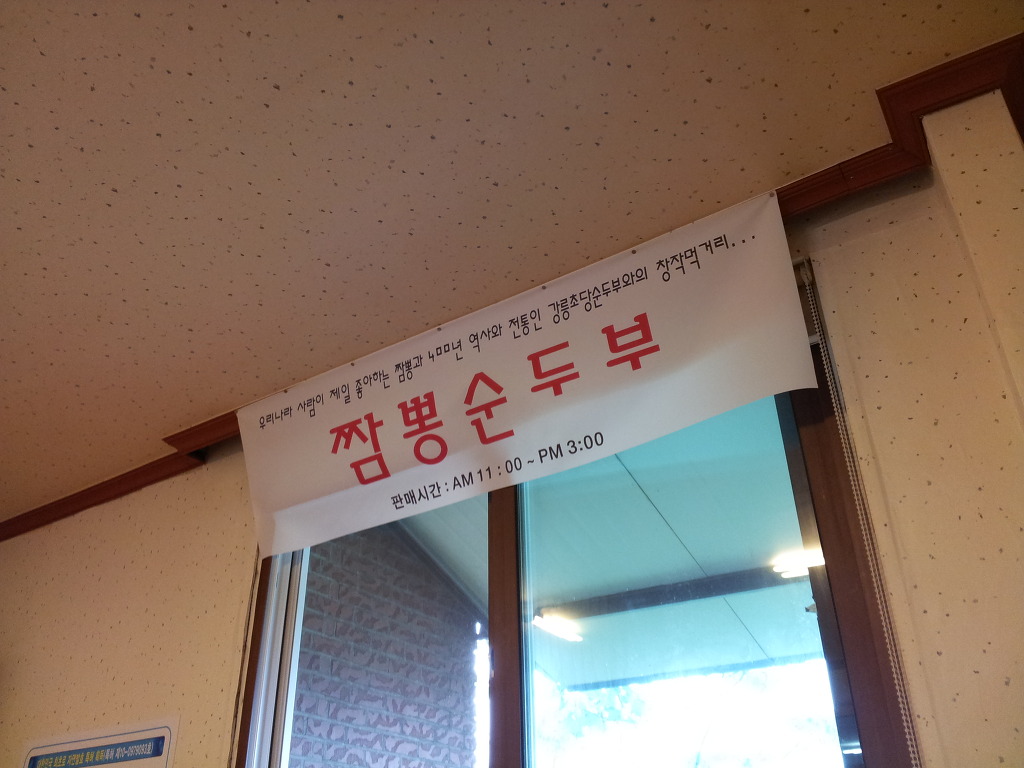 우리나라 사람이 제일 좋아하는 짬뽕과 400년 역사와 전통인 강릉초당순두부와의 창작먹거리...
짬뽕순두부
판매시간 : AM 11 : 00 ~ PM 3:00